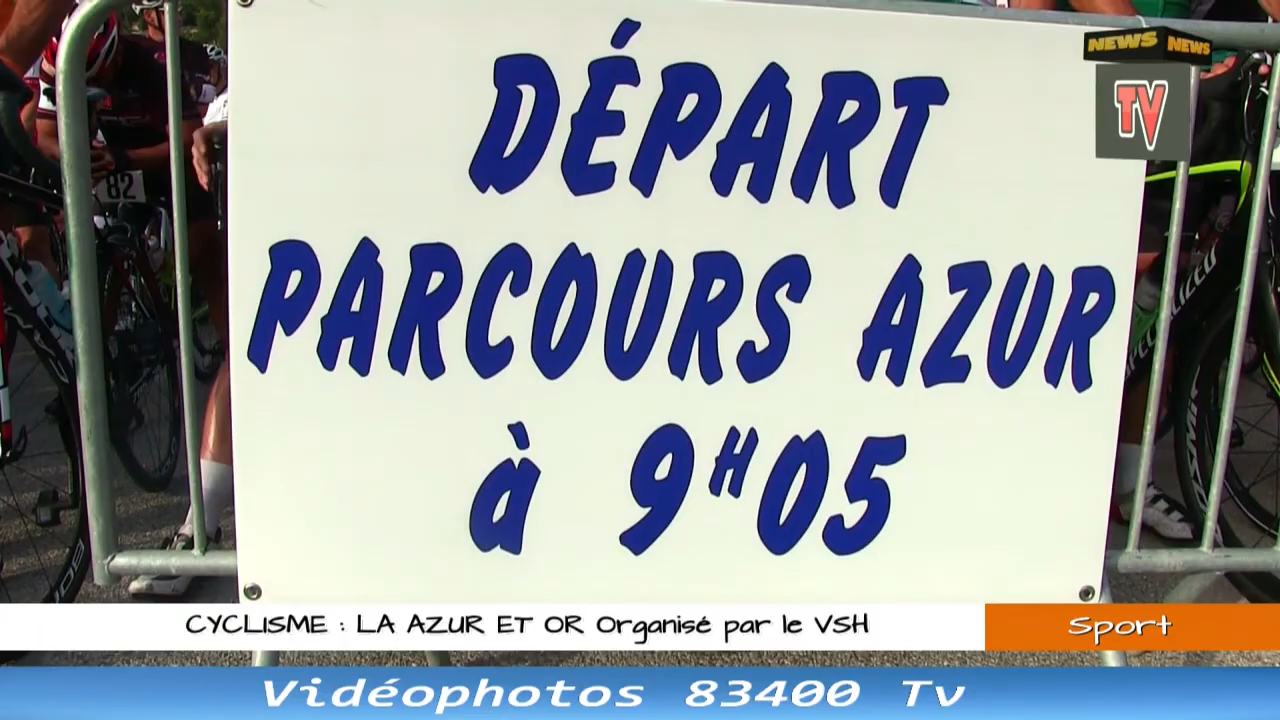 NEWS NEWS
TV
DÉPART
PARCOURS AZUR
à 9H05
82
CYCLISME : LA AZUR ET OR Organisé par le VSH
Sport
Vidéophotos 83400 Tv